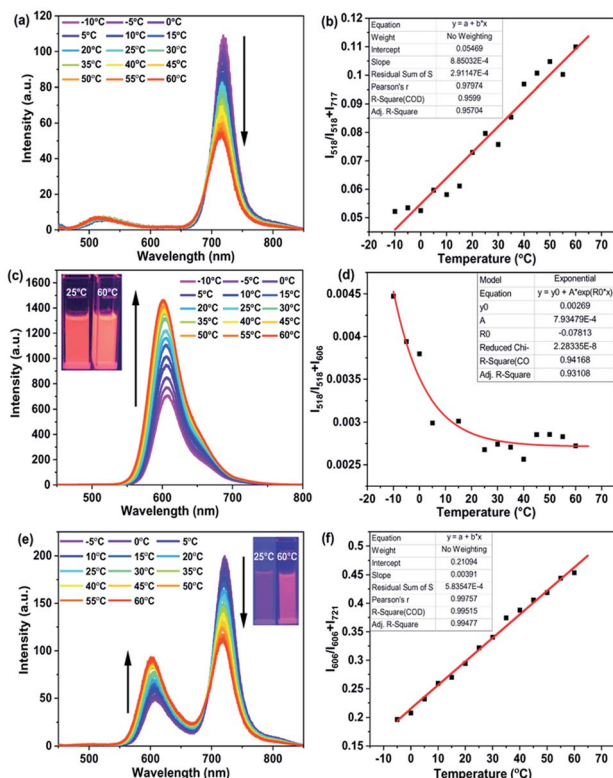 (a)
120
100
80
60
40
20
0
Intensity (a.u.)
-10°C -5°C 0°C
5°C 10°C 15°C
20°C 25°C 30°C
35°C 40°C 45°C
50°C 55°C 60°C
500 600 700 800
Wavelength (nm)
(b)
0.12
0.11
0.10
0.09
0.08
0.07
0.06
0.05
I518/I518+I717
Equation y = a + b*x
Weight No Weighting
Intercept 0.05469
Slope 8.85032E-4
Residual Sum of S 2.91147E-4
Pearson's r 0.97974
R-Square(COD) 0.9599
Adj. R-Square 0.95704
-20 -10 0 10 20 30 40 50 60 70
Temperature (°C)
(c)
1600
1400
1200
1000
800
600
400
200
0
Intensity (a.u.)
25°C 60°C
-10°C -5°C 0°C
5°C 10°C 15°C
20°C 25°C 30°C
35°C 40°C 45°C
50°C 55°C 60°C
500 600 700 800
Wavelength (nm)
(d)
0.0045
0.004
0.0035
0.003
0.0025
I518/I518+I606
Model Exponential
Equation y = y0 + A*exp(R0*x)
y0 0.00269
A 7.93479E-4
R0 -0.07813
Reduced Chi- 2.28335E-8
R-Square(CO 0.94168
Adj. R-Square 0.93108
-20 -10 0 10 20 30 40 50 60 70
Temperature (°C)
(e)
200
150
100
50
0
Intensity (a.u.)
-5°C 0°C 5°C
10°C 15°C 20°C
25°C 30°C 35°C
40°C 45°C 50°C
55°C 60°C
25°C 60°C
500 600 700 800
Wavelength (nm)
(f)
0.5
0.45
0.4
0.35
0.3
0.25
0.2
0.15
I606/I606+I721
Equation y = a + b*x
Weight No Weighting
Intercept 0.21094
Slope 0.00391
Residual Sum of S 5.83547E-4
Pearson's r 0.99757
R-Square(COD) 0.99515
Adj. R-Square 0.99477
-10 0 10 20 30 40 50 60 70
Temperature (°C)